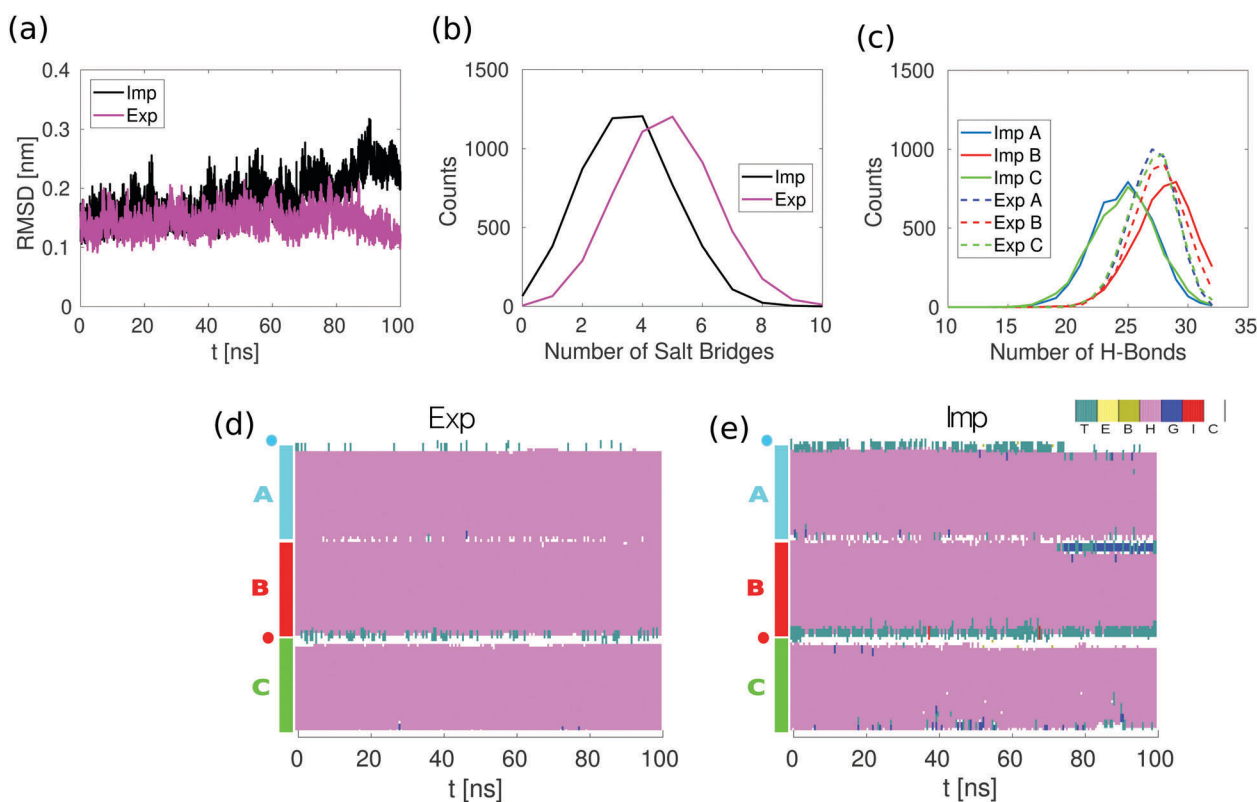 (a)
0.4
0.3
0.2
0.1
0
RMSD [nm]
Imp
Exp
0 20 40 60 80 100
t [ns]
(b)
1500
1000
500
0
Counts
Imp
Exp
0 2 4 6 8 10
Number of Salt Bridges
(c)
1500
1000
500
0
Counts
Imp A
Imp B
Imp C
Exp A
Exp B
Exp C
10 15 20 25 30 35
Number of H-Bonds
(d)
Exp
A
B
C
0 20 40 60 80 100
t [ns]
(e)
Imp
T E B H G I C
A
B
C
0 20 40 60 80 100
t [ns]